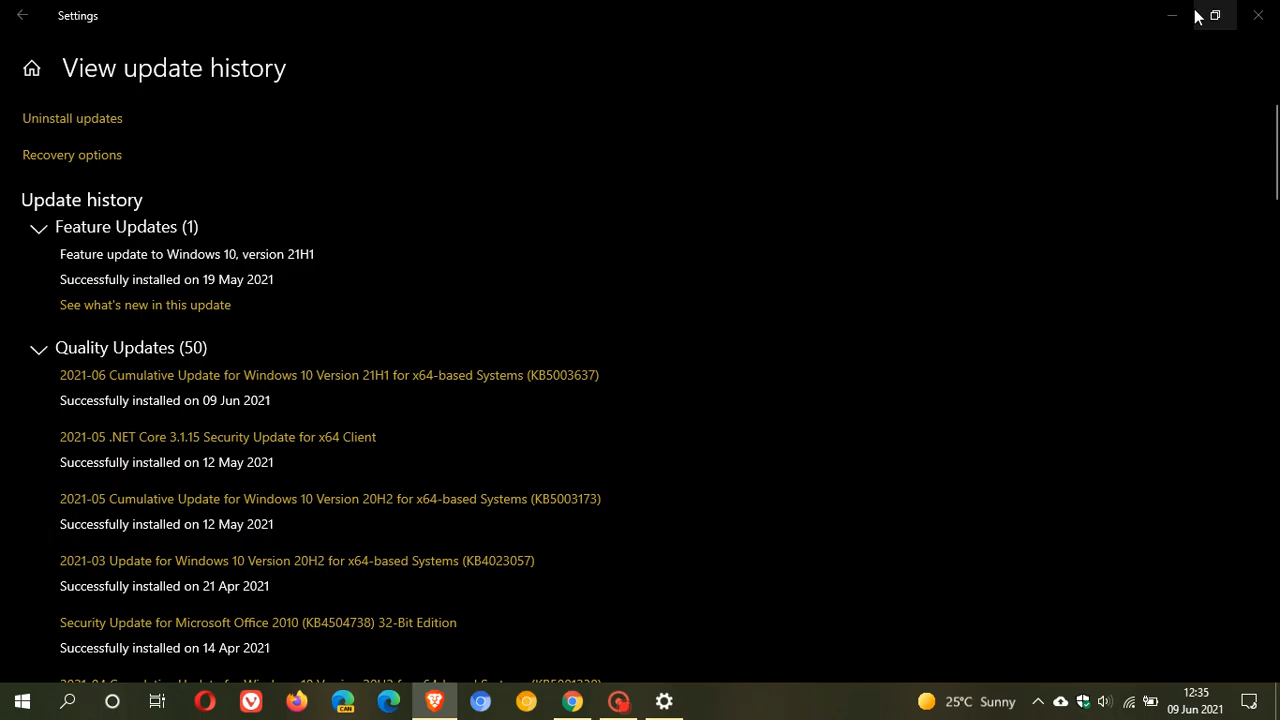 Settings
View update history
Uninstall updates
Recovery options
Update history
Feature Updates (1)
Feature update to Windows 10, version 21H1
Successfully installed on 19 May 2021
See what's new in this update
Quality Updates (50)
2021-06 Cumulative Update for Windows 10 Version 21H1 for x64-based Systems (KB5003637)
Successfully installed on 09 Jun 2021
2021-05 .NET Core 3.1.15 Security Update for x64 Client
Successfully installed on 12 May 2021
2021-05 Cumulative Update for Windows 10 Version 20H2 for x64-based Systems (KB5003173)
Successfully installed on 12 May 2021
2021-03 Update for Windows 10 Version 20H2 for x64-based Systems (KB4023057)
Successfully installed on 21 Apr 2021
Security Update for Microsoft Office 2010 (KB4504738) 32-Bit Edition
Successfully installed on 14 Apr 2021
CAN
25°C Sunny
12:35
09 Jun 2021